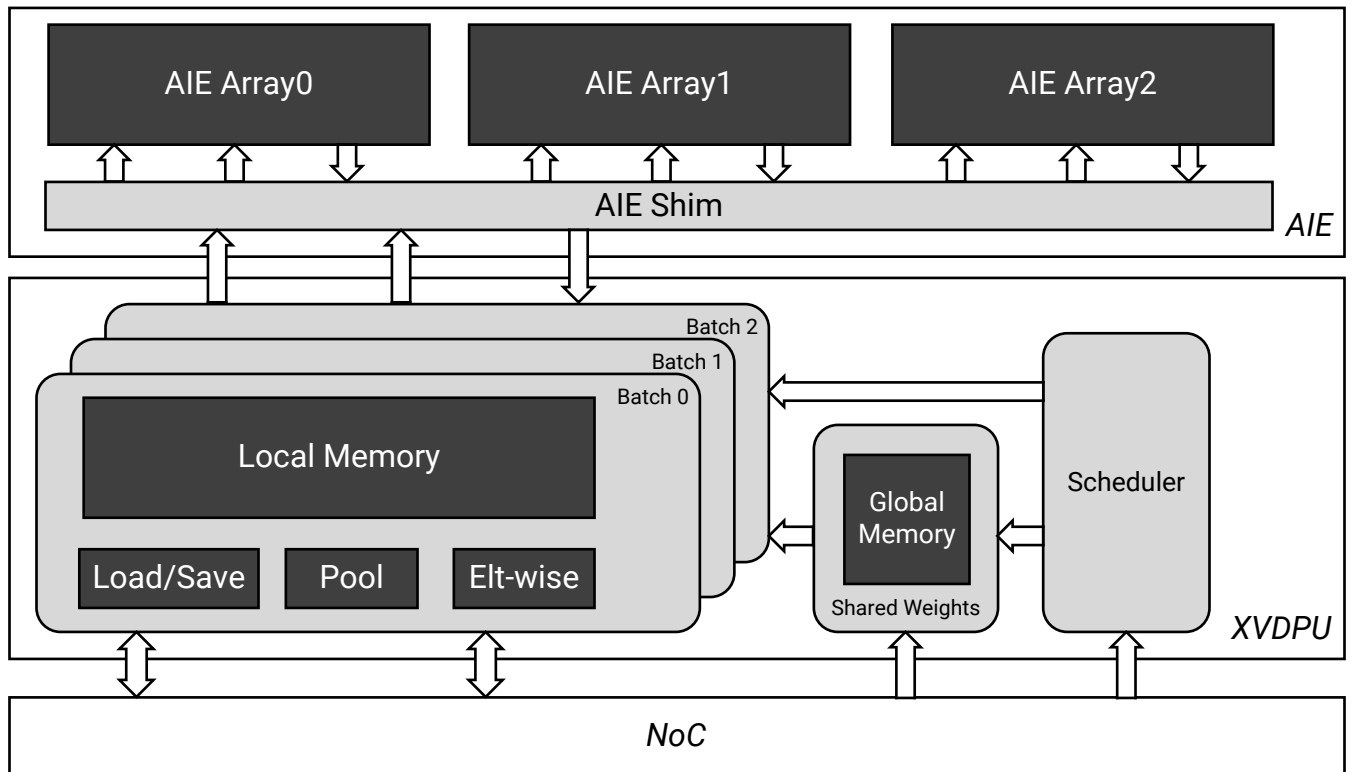 AIE Array0
AIE Array1
AIE Array2
AIE Shim
AIE
Batch 2
Batch 1
Batch 0
Local Memory
Load/Save
Pool
Elt-wise
Global
Memory
Shared Weights
Scheduler
XVDPU
NoC